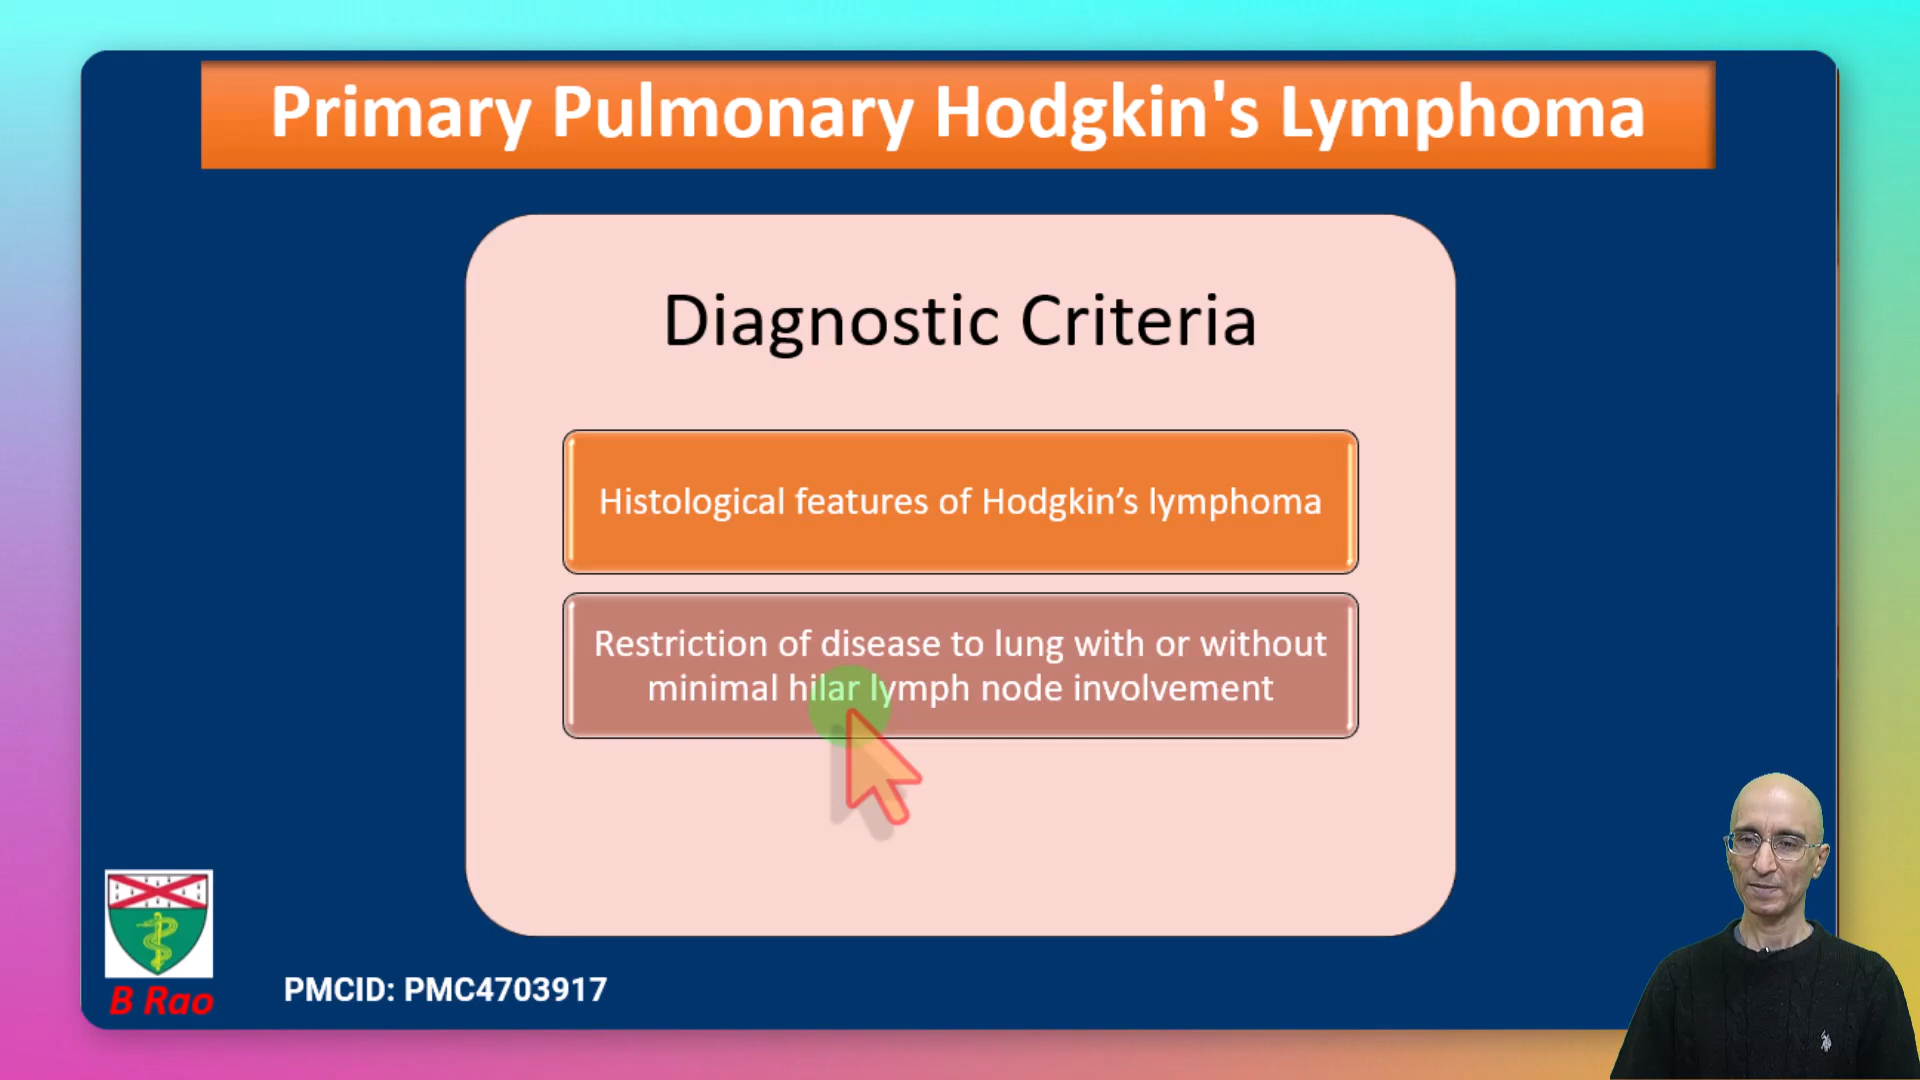 Primary Pulmonary Hodgkin's Lymphoma
Diagnostic Criteria
Histological features of Hodgkin’s lymphoma
Restriction of disease to lung with or without
minimal hilar lymph node involvement
B Rao
PMCID: PMC4703917